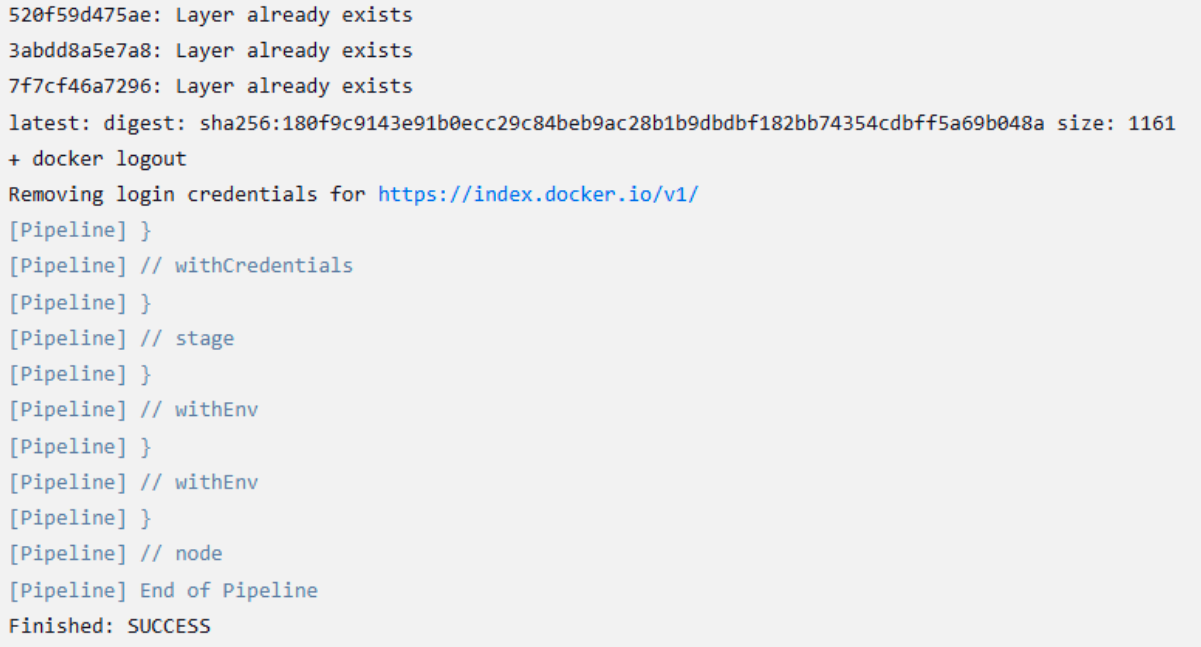 520f59d475ae: Layer already exists
3abdd8a5e7a8: Layer already exists
7f7cf46a7296: Layer already exists
latest: digest: sha256:180f9c9143e91b0ecc29c84beb9ac28b1b9dbdbf182bb74354cdbff5a69b048a size: 1161
+ docker logout
Removing login credentials for https://index.docker.io/v1/
[Pipeline] }
[Pipeline] // withCredentials
[Pipeline] }
[Pipeline] // stage
[Pipeline] }
[Pipeline] // withEnv
[Pipeline] }
[Pipeline] // withEnv
[Pipeline] }
[Pipeline] // node
[Pipeline] End of Pipeline
Finished: SUCCESS